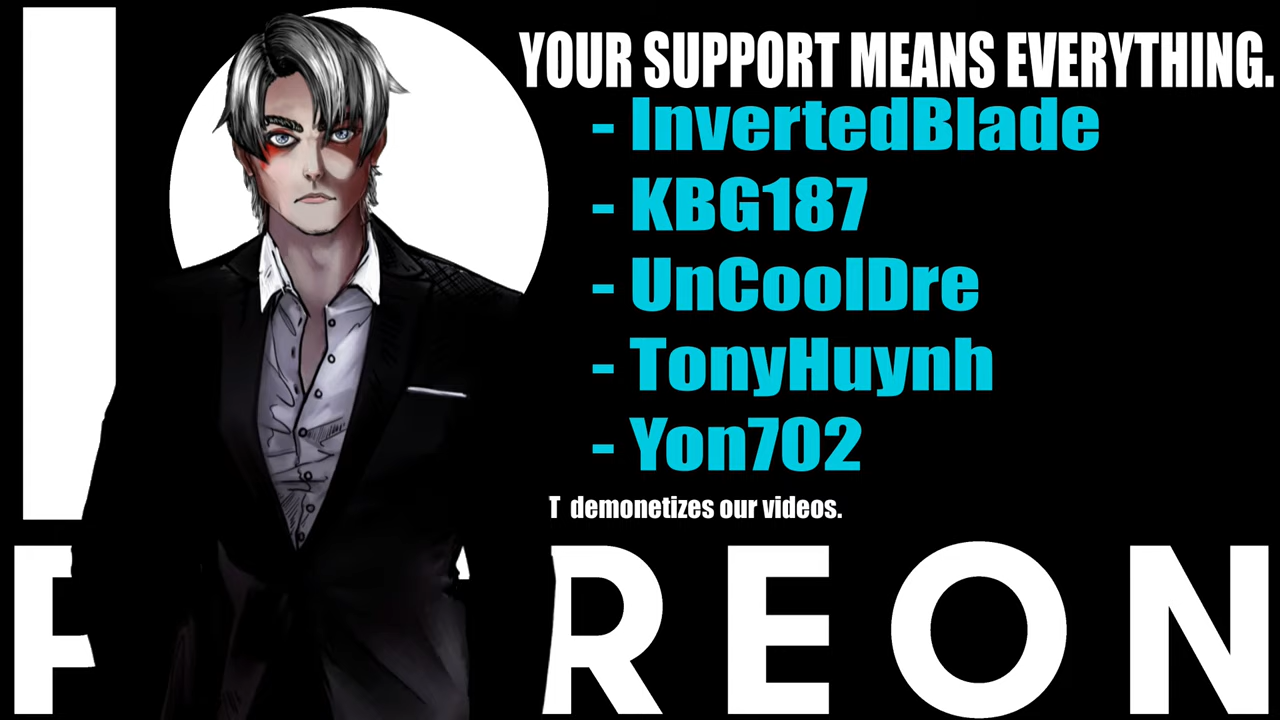 YOUR SUPPORT MEANS EVERYTHING.
- InvertedBlade
- KBG187
- UnCoolDre
- TonyHuynh
- Yon702
T demonetizes our videos.
P REON